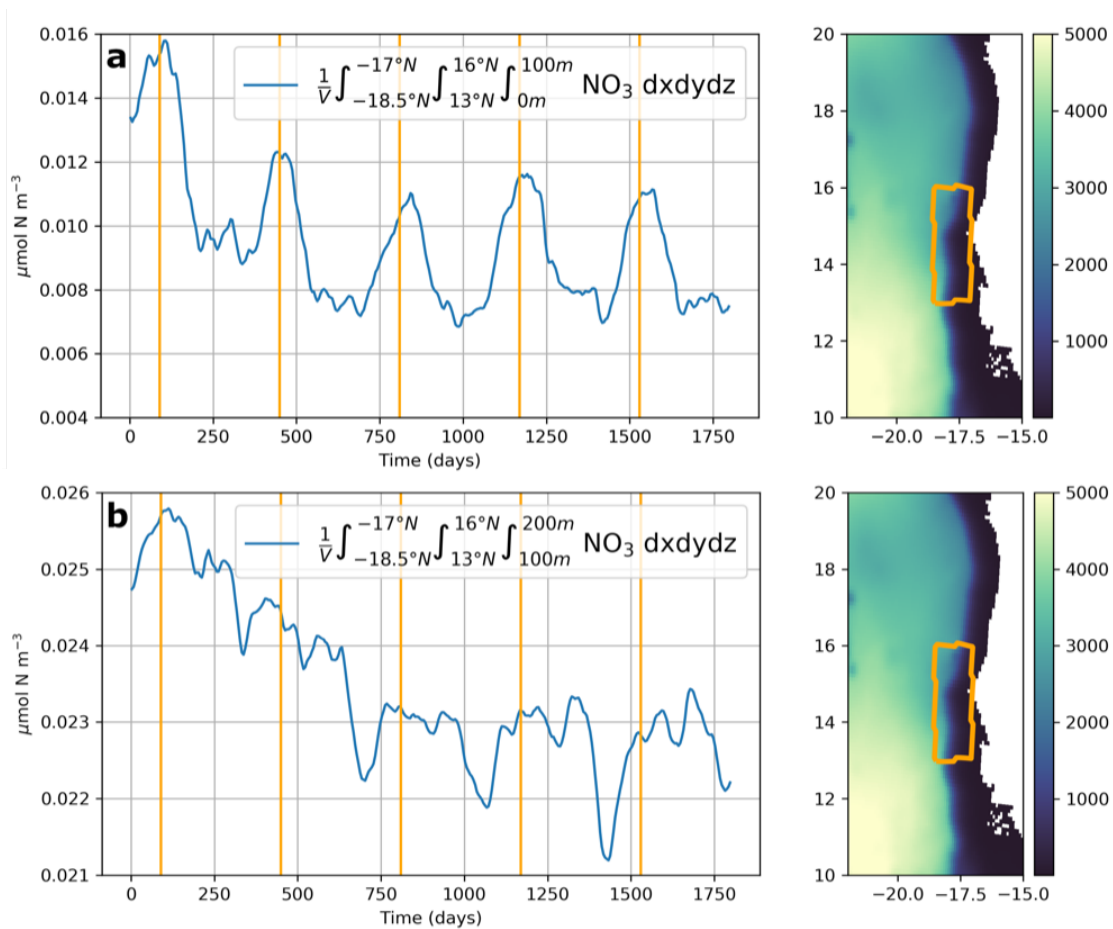 a
0.016
0.014
0.012
0.010
0.008
0.006
0.004
μmol N m⁻³
1/V ∫_{−18.5°N}^{−17°N} ∫_{13°N}^{16°N} ∫_{0m}^{100m} NO₃ dxdydz
0 250 500 750 1000 1250 1500 1750
Time (days)
20
18
16
14
12
10
−20.0 −17.5 −15.0
5000
4000
3000
2000
1000
b
0.026
0.025
0.024
0.023
0.022
0.021
μmol N m⁻³
1/V ∫_{−18.5°N}^{−17°N} ∫_{13°N}^{16°N} ∫_{100m}^{200m} NO₃ dxdydz
0 250 500 750 1000 1250 1500 1750
Time (days)
20
18
16
14
12
10
−20.0 −17.5 −15.0
5000
4000
3000
2000
1000